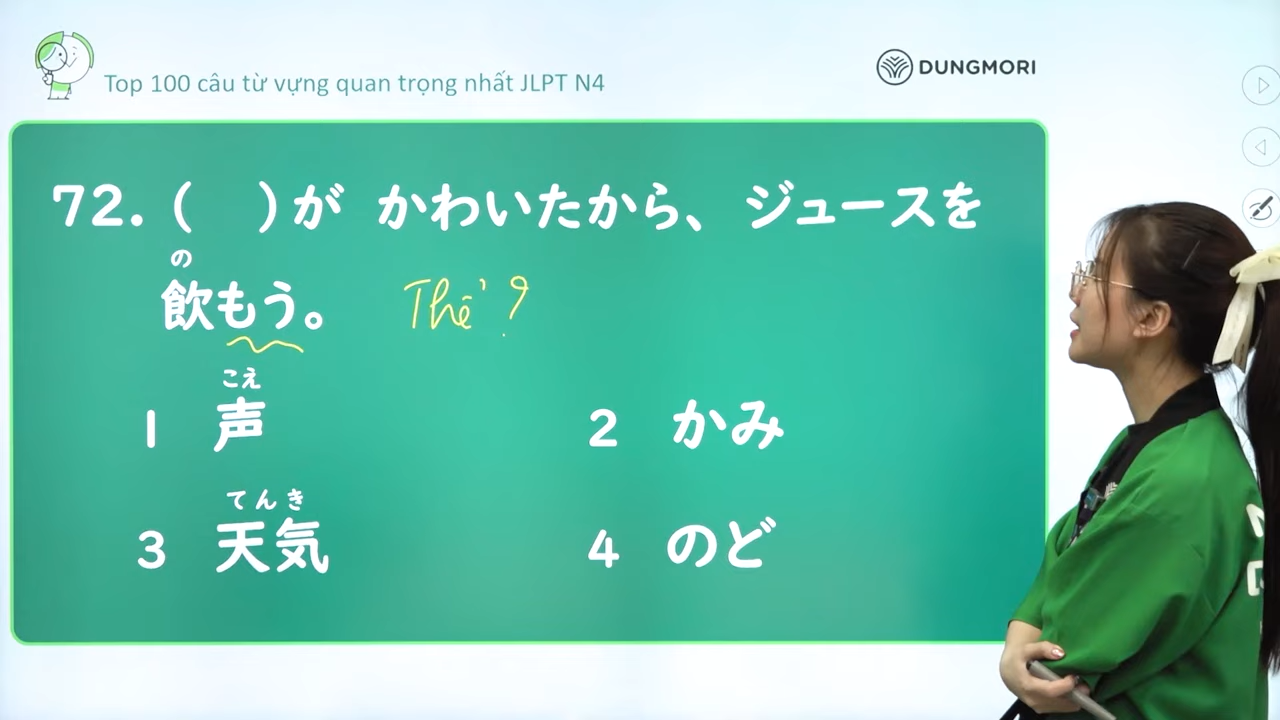 Top 100 câu từ vựng quan trọng nhất JLPT N4
DUNGMORI
72. (　)が かわいたから、ジュースを
の
飲もう。 Thể ?
こえ
1 声
2 かみ
てんき
3 天気
4 のど